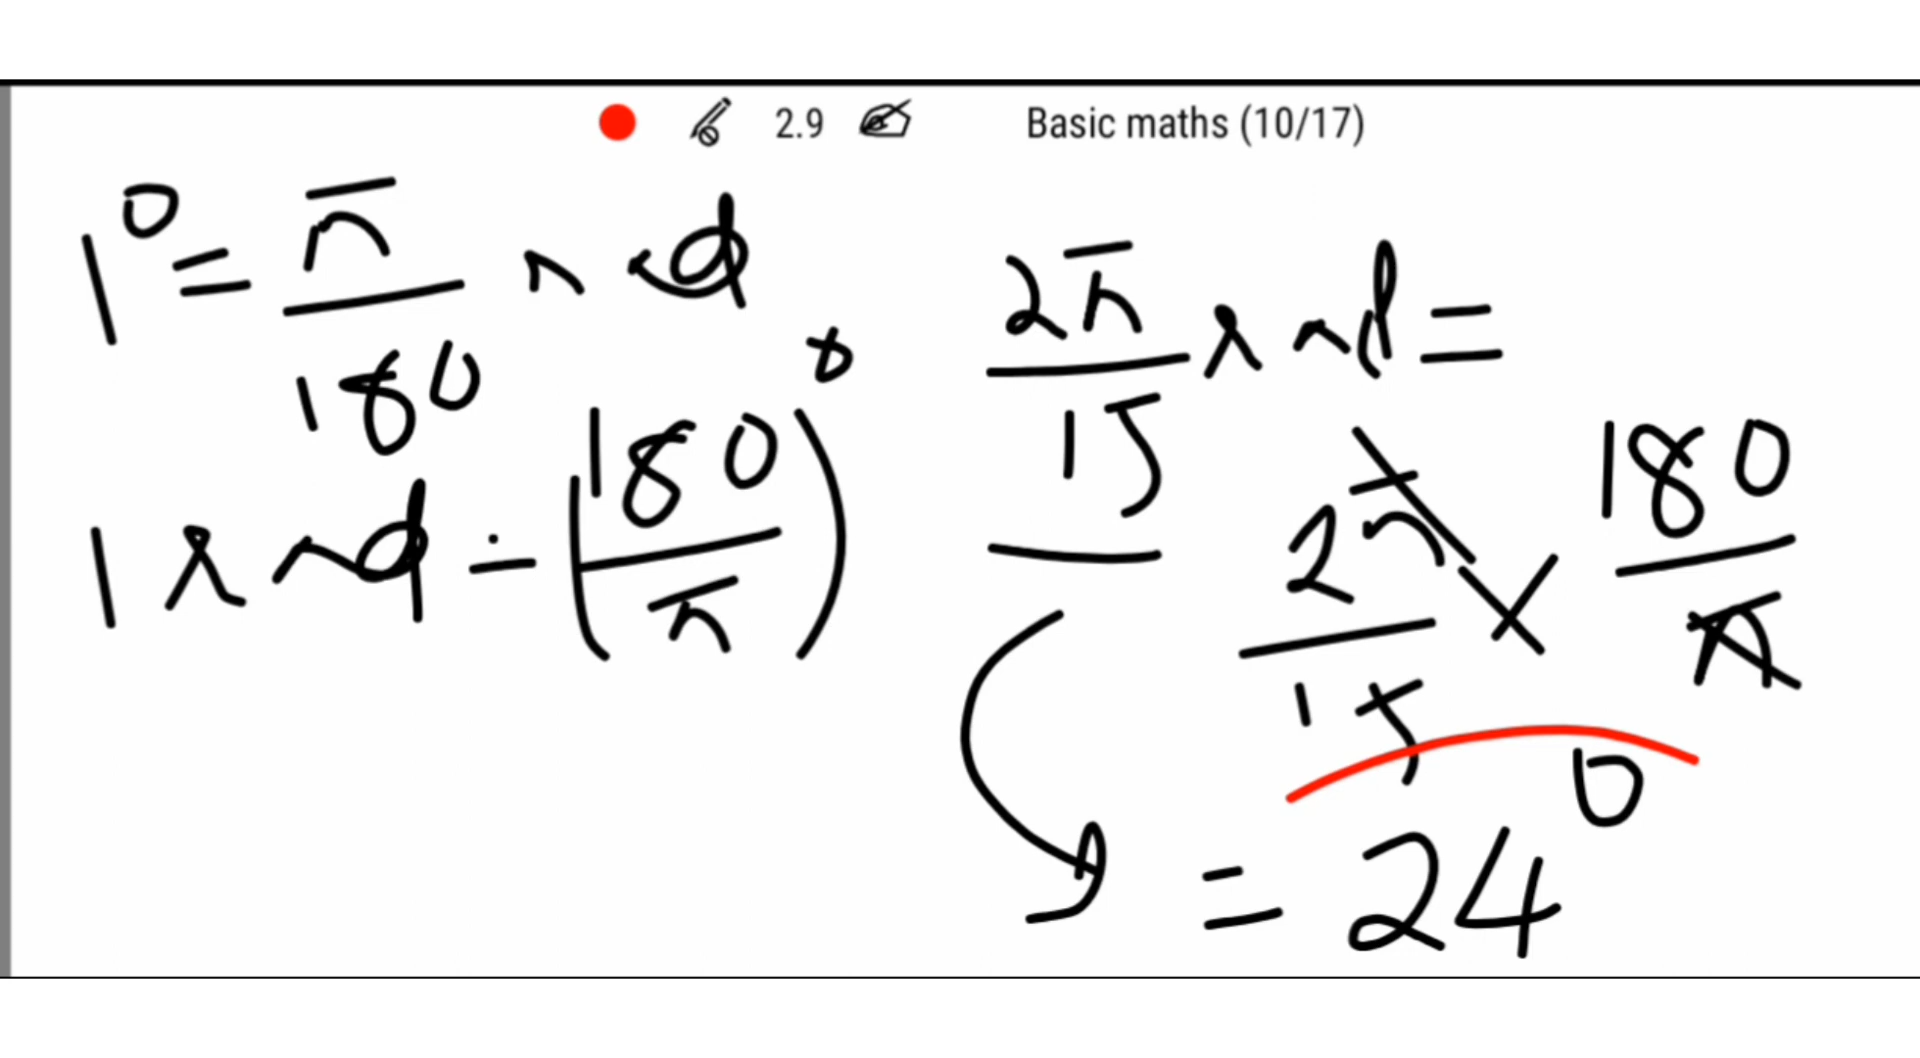 2.9 Basic maths (10/17)
1° = π/180 rad
1 rad = (180/π)°
2π/15 rad =
2π/15 × 180/π
= 24°